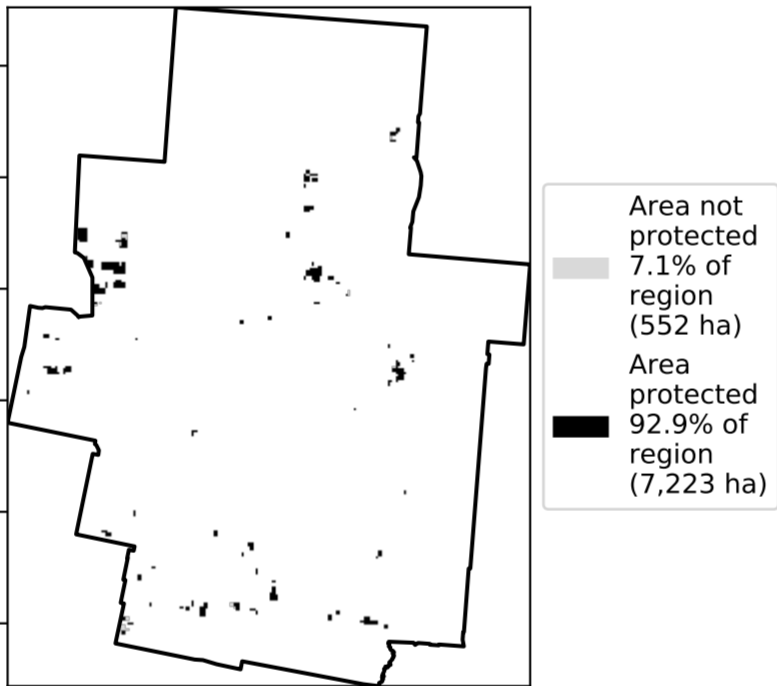 Area not
protected
7.1% of
region
(552 ha)
Area
protected
92.9% of
region
(7,223 ha)